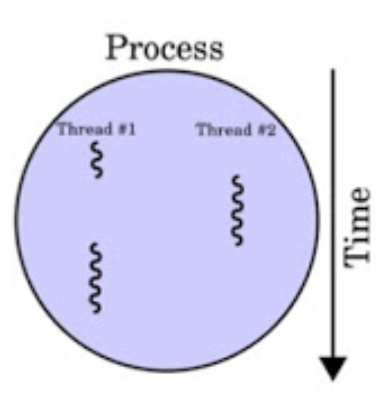 Process
Thread #1
Thread #2
Time